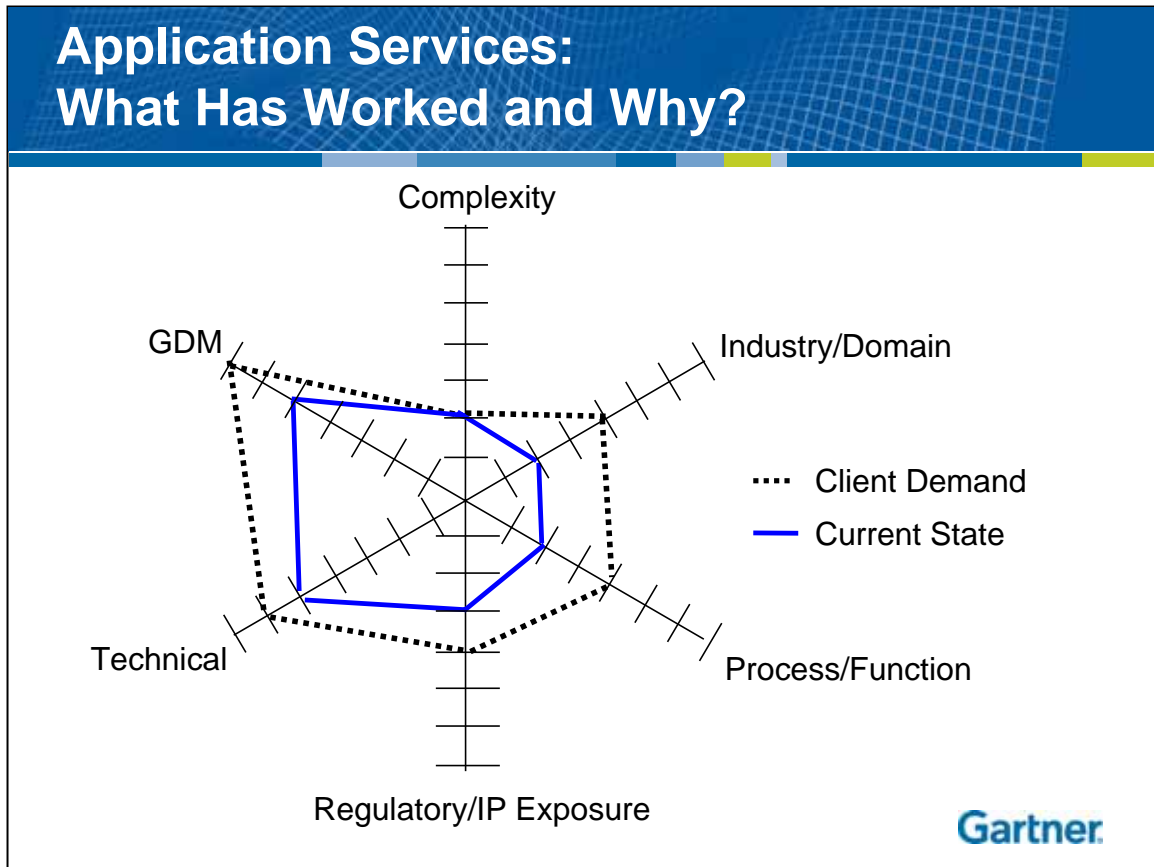 Application Services:
What Has Worked and Why?
Complexity
GDM
Industry/Domain
Client Demand
Current State
Technical
Process/Function
Regulatory/IP Exposure
Gartner.